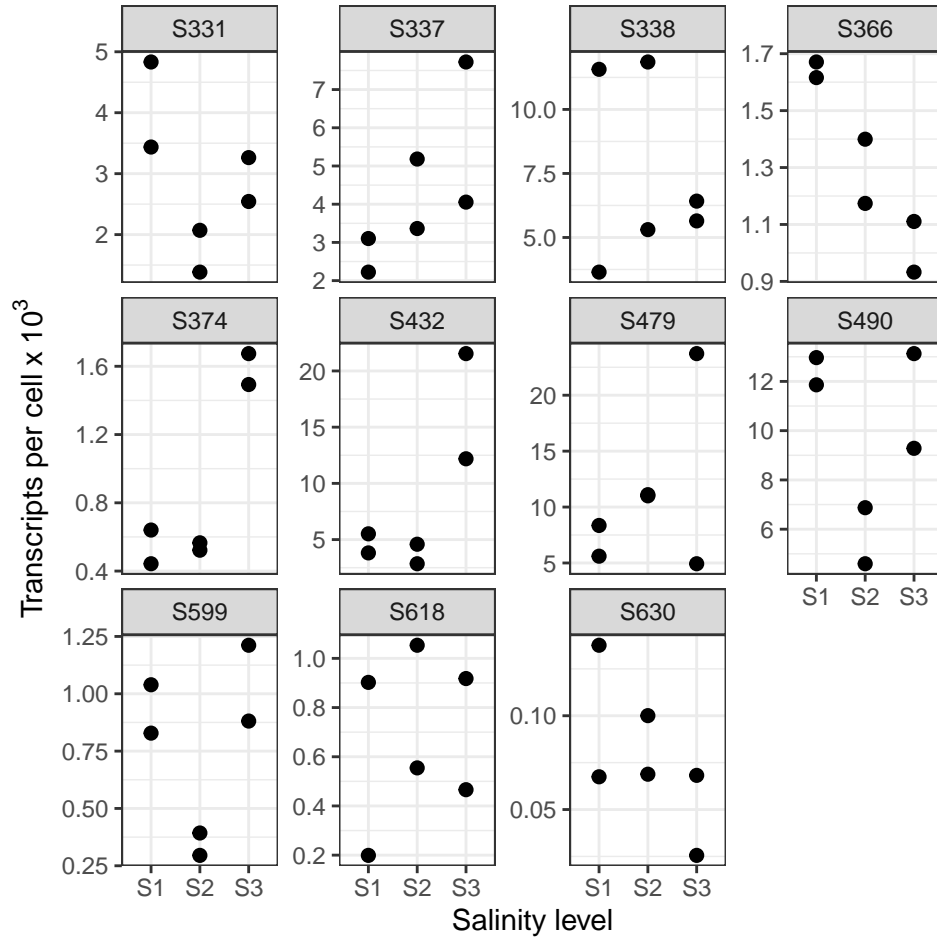 S331 S337 S338 S366
5 4 3 2
7 6 5 4 3 2
10.0 7.5 5.0
1.7 1.5 1.3 1.1 0.9
S374 S432 S479 S490
1.6 1.2 0.8 0.4
20 15 10 5
20 15 10 5
12 10 8 6
S1 S2 S3
S599 S618 S630
1.25 1.00 0.75 0.50 0.25
1.0 0.8 0.6 0.4 0.2
0.10 0.05
S1 S2 S3 S1 S2 S3 S1 S2 S3
Transcripts per cell x 10³
Salinity level